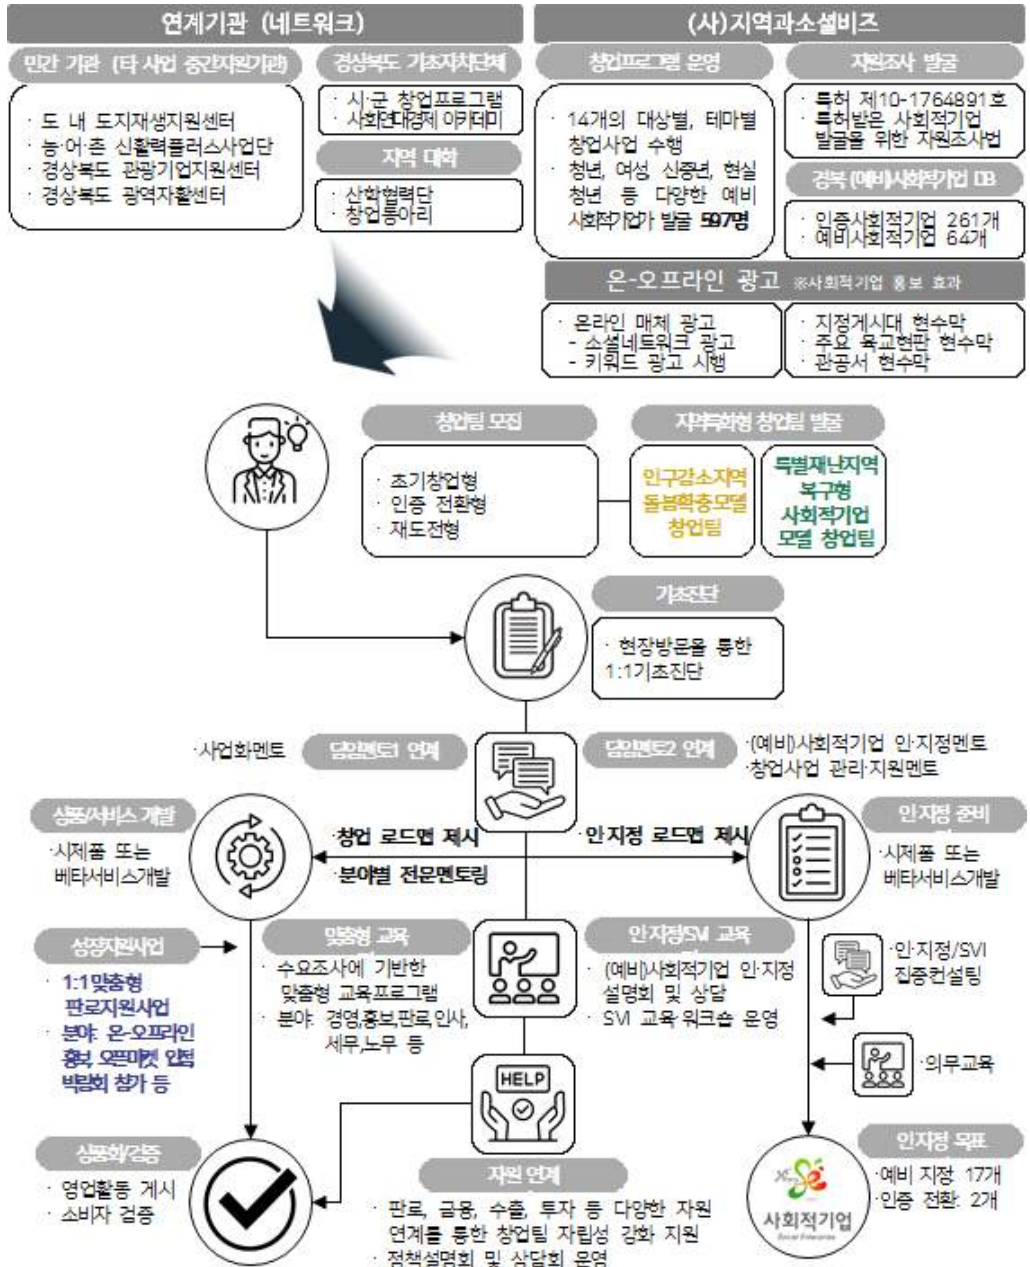 연계기관 (네트워크)
민간 기관 (타 사업 중간지원기관)
· 도 내 도지재생지원센터
· 농·어·촌 신활력플러스사업단
· 경상북도 관광기업지원센터
· 경상북도 광역자활센터
경상북도 기초자치단체
· 시·군 창업프로그램
· 사회연대경제 아카데미
지역 대학
· 산학협력단
· 창업동아리
(사)지역과소셜비즈
창업프로그램 운영
· 14개의 대상별, 테마별
창업사업 수행
· 청년, 여성, 신중년, 현실
청년 등 다양한 예비
사회적기업가 발굴 597명
자원조사 발굴
· 특허 제10-1764891호
· 특허받은 사회적기업
발굴을 위한 자원조사법
경북 (예비)사회적기업 DB
· 인증사회적기업 261개
· 예비사회적기업 64개
온-오프라인 광고 ※사회적기업 홍보 효과
· 온라인 매체 광고
- 소셜네트워크 광고
- 키워드 광고 시행
· 지정게시대 현수막
· 주요 육교현판 현수막
· 관공서 현수막
창업팀 모집
· 초기창업형
· 인증 전환형
· 재도전형
지역특화형 창업팀 발굴
인구감소지역
돌봄확충모델
창업팀
특별재난지역
복구형
사회적기업
모델 창업팀
기초진단
· 현장방문을 통한
1:1기초진단
·사업화멘토
담임멘토1 연계
담임멘토2 연계
·(예비)사회적기업 인·지정멘토
·창업사업 관리·지원멘토
상품/서비스 개발
·시제품 또는
베타서비스개발
·창업 로드맵 제시
·분야별 전문멘토링
·인·지정 로드맵 제시
인·지정 준비
·시제품 또는
베타서비스개발
성장지원사업
· 1:1맞춤형
판로지원사업
· 분야: 온-오프라인
홍보, 오픈마켓 입점,
박람회 참가 등
맞춤형 교육
· 수요조사에 기반한
맞춤형 교육프로그램
· 분야: 경영,홍보,판로,인사,
세무,노무 등
인·지정/SVI 교육
· (예비)사회적기업 인·지정
설명회 및 상담
· SVI 교육·워크숍 운영
·인·지정/SVI
집중컨설팅
·의무교육
HELP
상품화/검증
· 영업활동 게시
· 소비자 검증
자원 연계
· 판로, 금융, 수출, 투자 등 다양한 자원
연계를 통한 창업팀 자립성 강화 지원
· 정책설명회 및 상담회 운영
사회적기업
Social Enterprise
인·지정 목표
·예비 지정 17개
·인증 전환: 2개